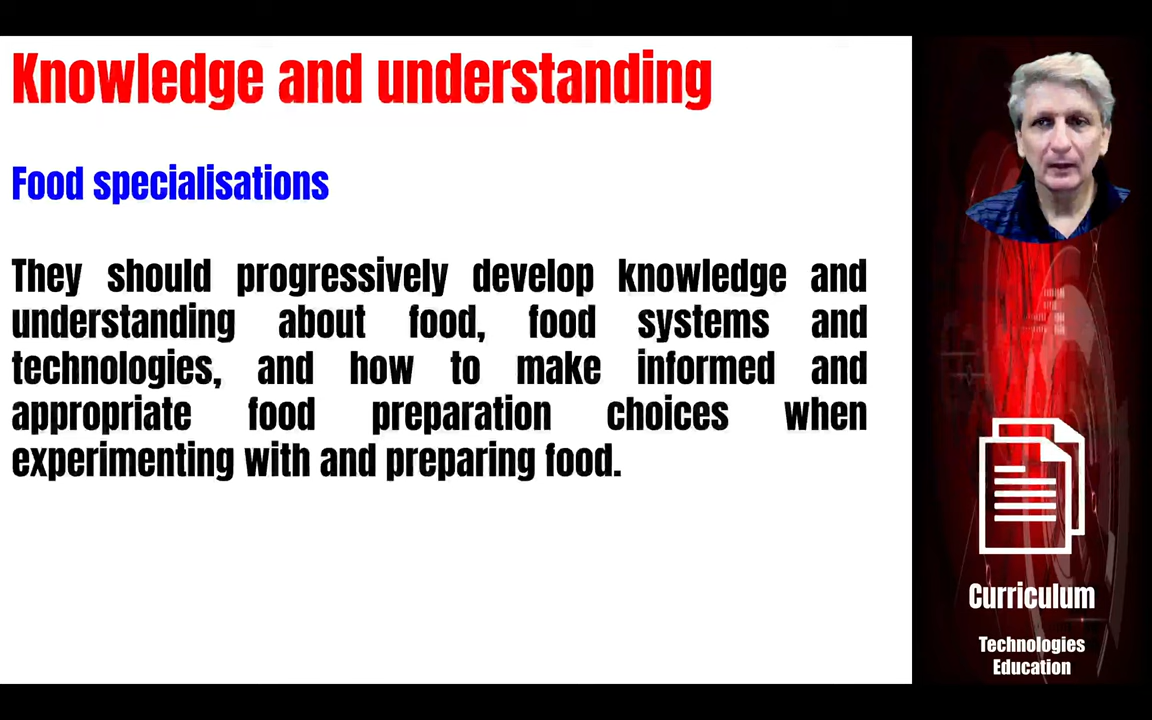 Knowledge and understanding
Food specialisations
They should progressively develop knowledge and
understanding about food, food systems and
technologies, and how to make informed and
appropriate food preparation choices when
experimenting with and preparing food.
Curriculum
Technologies
Education